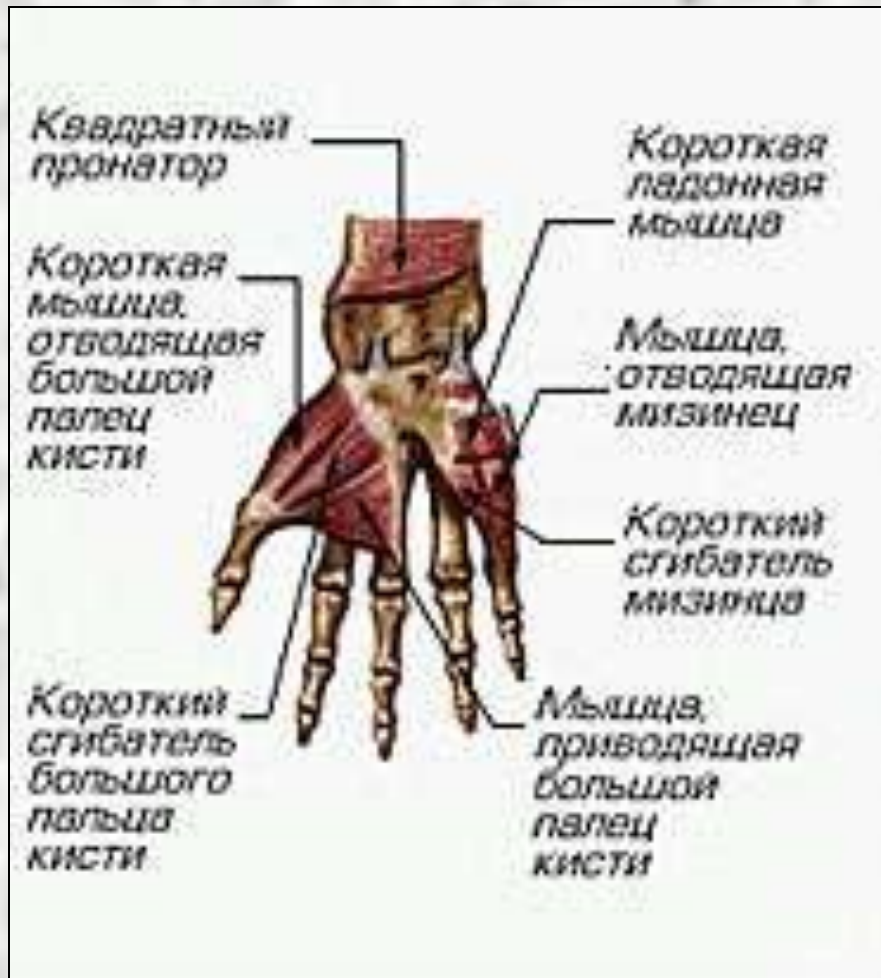 Квадратный
пронатор
Короткая
мышца,
отводящая
большой
палец
кисти
Короткий
сгибатель
большого
пальца
кисти
Короткая
ладонная
мышца
Мышца,
отводящая
мизинец
Короткий
сгибатель
мизинца
Мышца,
приводящая
большой
палец
кисти